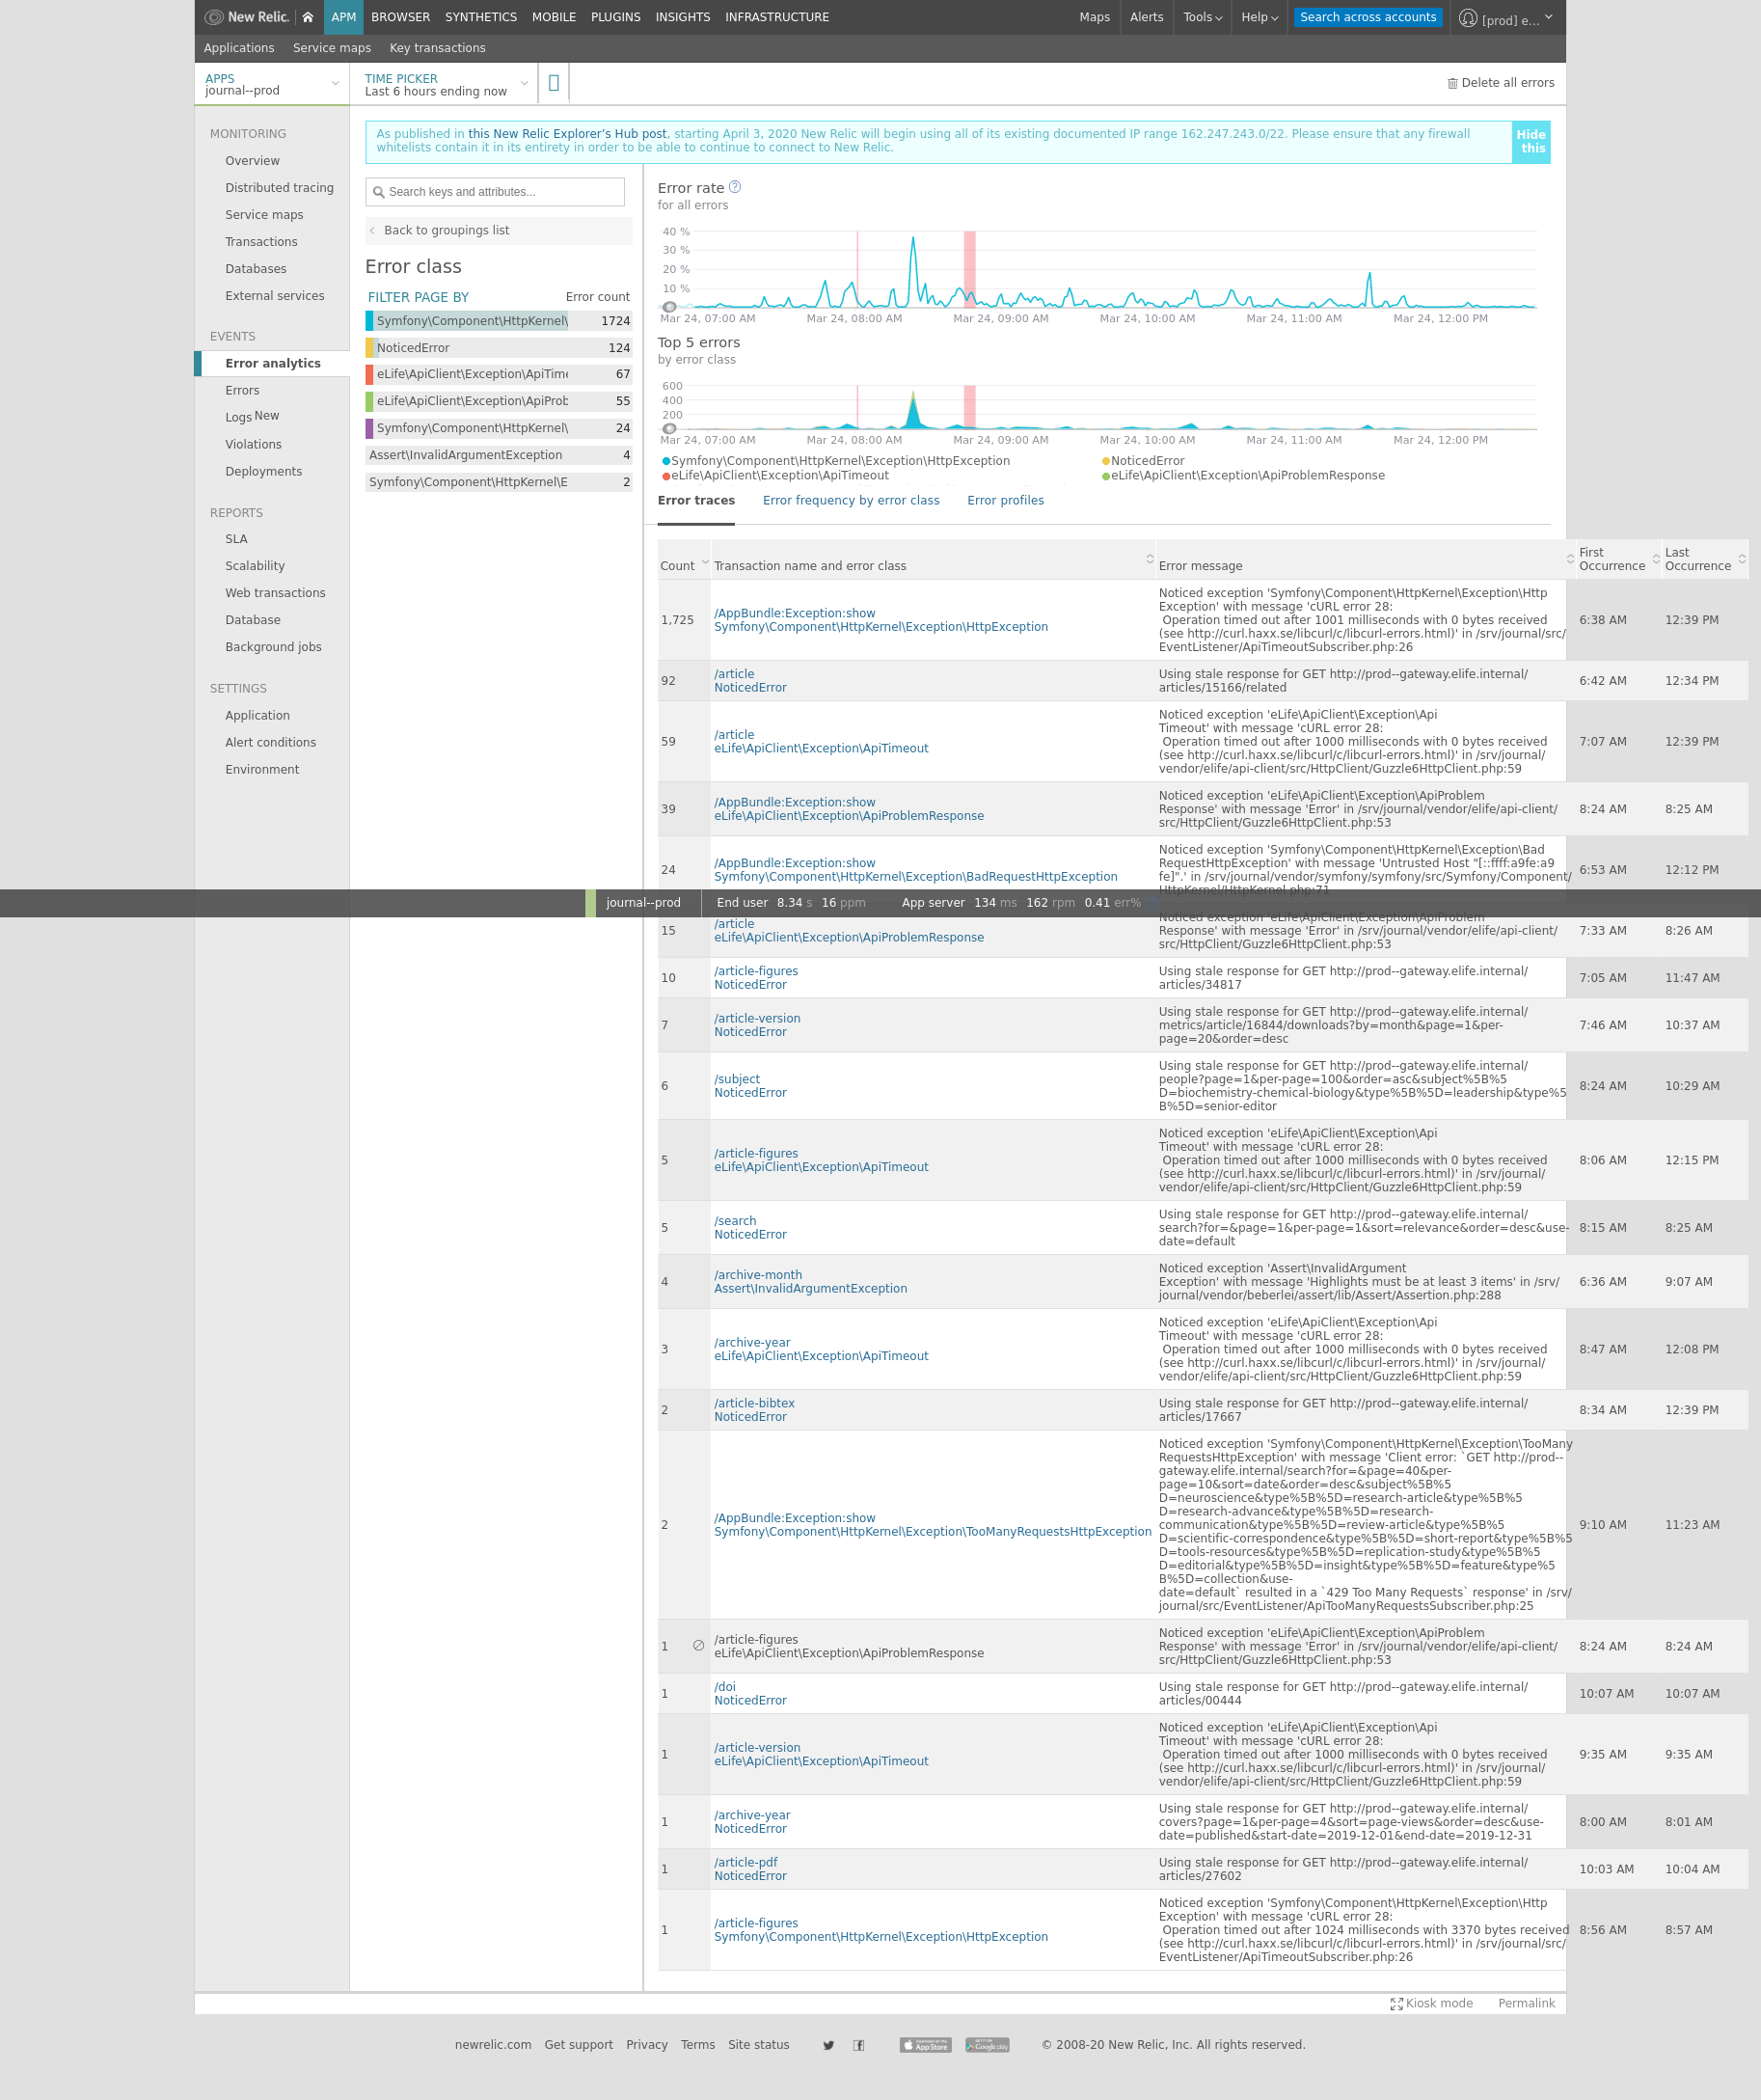 New Relic.
APM BROWSER SYNTHETICS MOBILE PLUGINS INSIGHTS INFRASTRUCTURE
Maps Alerts Tools Help Search across accounts [prod] e...
Applications Service maps Key transactions
APPS
journal--prod
TIME PICKER
Last 6 hours ending now
Delete all errors
MONITORING
Overview
Distributed tracing
Service maps
Transactions
Databases
External services
EVENTS
Error analytics
Errors
Logs New
Violations
Deployments
REPORTS
SLA
Scalability
Web transactions
Database
Background jobs
SETTINGS
Application
Alert conditions
Environment
As published in this New Relic Explorer’s Hub post, starting April 3, 2020 New Relic will begin using all of its existing documented IP range 162.247.243.0/22. Please ensure that any firewall
whitelists contain it in its entirety in order to be able to continue to connect to New Relic.
Hide
this
Search keys and attributes...
Back to groupings list
Error class
FILTER PAGE BY Error count
Symfony\Component\HttpKernel\ 1724
NoticedError 124
eLife\ApiClient\Exception\ApiTime 67
eLife\ApiClient\Exception\ApiProb 55
Symfony\Component\HttpKernel\ 24
Assert\InvalidArgumentException 4
Symfony\Component\HttpKernel\E 2
Error rate
for all errors
40 %
30 %
20 %
10 %
Mar 24, 07:00 AM Mar 24, 08:00 AM Mar 24, 09:00 AM Mar 24, 10:00 AM Mar 24, 11:00 AM Mar 24, 12:00 PM
Top 5 errors
by error class
600
400
200
Mar 24, 07:00 AM Mar 24, 08:00 AM Mar 24, 09:00 AM Mar 24, 10:00 AM Mar 24, 11:00 AM Mar 24, 12:00 PM
Symfony\Component\HttpKernel\Exception\HttpException NoticedError
eLife\ApiClient\Exception\ApiTimeout eLife\ApiClient\Exception\ApiProblemResponse
Error traces Error frequency by error class Error profiles
Count Transaction name and error class Error message First Occurrence Last Occurrence
1,725
/AppBundle:Exception:show
Symfony\Component\HttpKernel\Exception\HttpException
Noticed exception 'Symfony\Component\HttpKernel\Exception\Http
Exception' with message 'cURL error 28:
Operation timed out after 1001 milliseconds with 0 bytes received
(see http://curl.haxx.se/libcurl/c/libcurl-errors.html)' in /srv/journal/src/
EventListener/ApiTimeoutSubscriber.php:26
6:38 AM 12:39 PM
92
/article
NoticedError
Using stale response for GET http://prod--gateway.elife.internal/
articles/15166/related
6:42 AM 12:34 PM
59
/article
eLife\ApiClient\Exception\ApiTimeout
Noticed exception 'eLife\ApiClient\Exception\Api
Timeout' with message 'cURL error 28:
Operation timed out after 1000 milliseconds with 0 bytes received
(see http://curl.haxx.se/libcurl/c/libcurl-errors.html)' in /srv/journal/
vendor/elife/api-client/src/HttpClient/Guzzle6HttpClient.php:59
7:07 AM 12:39 PM
39
/AppBundle:Exception:show
eLife\ApiClient\Exception\ApiProblemResponse
Noticed exception 'eLife\ApiClient\Exception\ApiProblem
Response' with message 'Error' in /srv/journal/vendor/elife/api-client/
src/HttpClient/Guzzle6HttpClient.php:53
8:24 AM 8:25 AM
24
/AppBundle:Exception:show
Symfony\Component\HttpKernel\Exception\BadRequestHttpException
Noticed exception 'Symfony\Component\HttpKernel\Exception\Bad
RequestHttpException' with message 'Untrusted Host "[::ffff:a9fe:a9
fe]".' in /srv/journal/vendor/symfony/symfony/src/Symfony/Component/
HttpKernel/HttpKernel.php:71
6:53 AM 12:12 PM
journal--prod End user 8.34 s 16 ppm App server 134 ms 162 rpm 0.41 err%
15
/article
eLife\ApiClient\Exception\ApiProblemResponse
Noticed exception 'eLife\ApiClient\Exception\ApiProblem
Response' with message 'Error' in /srv/journal/vendor/elife/api-client/
src/HttpClient/Guzzle6HttpClient.php:53
7:33 AM 8:26 AM
10
/article-figures
NoticedError
Using stale response for GET http://prod--gateway.elife.internal/
articles/34817
7:05 AM 11:47 AM
7
/article-version
NoticedError
Using stale response for GET http://prod--gateway.elife.internal/
metrics/article/16844/downloads?by=month&page=1&per-
page=20&order=desc
7:46 AM 10:37 AM
6
/subject
NoticedError
Using stale response for GET http://prod--gateway.elife.internal/
people?page=1&per-page=100&order=asc&subject%5B%5
D=biochemistry-chemical-biology&type%5B%5D=leadership&type%5
B%5D=senior-editor
8:24 AM 10:29 AM
5
/article-figures
eLife\ApiClient\Exception\ApiTimeout
Noticed exception 'eLife\ApiClient\Exception\Api
Timeout' with message 'cURL error 28:
Operation timed out after 1000 milliseconds with 0 bytes received
(see http://curl.haxx.se/libcurl/c/libcurl-errors.html)' in /srv/journal/
vendor/elife/api-client/src/HttpClient/Guzzle6HttpClient.php:59
8:06 AM 12:15 PM
5
/search
NoticedError
Using stale response for GET http://prod--gateway.elife.internal/
search?for=&page=1&per-page=1&sort=relevance&order=desc&use-
date=default
8:15 AM 8:25 AM
4
/archive-month
Assert\InvalidArgumentException
Noticed exception 'Assert\InvalidArgument
Exception' with message 'Highlights must be at least 3 items' in /srv/
journal/vendor/beberlei/assert/lib/Assert/Assertion.php:288
6:36 AM 9:07 AM
3
/archive-year
eLife\ApiClient\Exception\ApiTimeout
Noticed exception 'eLife\ApiClient\Exception\Api
Timeout' with message 'cURL error 28:
Operation timed out after 1000 milliseconds with 0 bytes received
(see http://curl.haxx.se/libcurl/c/libcurl-errors.html)' in /srv/journal/
vendor/elife/api-client/src/HttpClient/Guzzle6HttpClient.php:59
8:47 AM 12:08 PM
2
/article-bibtex
NoticedError
Using stale response for GET http://prod--gateway.elife.internal/
articles/17667
8:34 AM 12:39 PM
2
/AppBundle:Exception:show
Symfony\Component\HttpKernel\Exception\TooManyRequestsHttpException
Noticed exception 'Symfony\Component\HttpKernel\Exception\TooMany
RequestsHttpException' with message 'Client error: `GET http://prod--
gateway.elife.internal/search?for=&page=40&per-
page=10&sort=date&order=desc&subject%5B%5
D=neuroscience&type%5B%5D=research-article&type%5B%5
D=research-advance&type%5B%5D=research-
communication&type%5B%5D=review-article&type%5B%5
D=scientific-correspondence&type%5B%5D=short-report&type%5B%5
D=tools-resources&type%5B%5D=replication-study&type%5B%5
D=editorial&type%5B%5D=insight&type%5B%5D=feature&type%5
B%5D=collection&use-
date=default` resulted in a `429 Too Many Requests` response' in /srv/
journal/src/EventListener/ApiTooManyRequestsSubscriber.php:25
9:10 AM 11:23 AM
1
/article-figures
eLife\ApiClient\Exception\ApiProblemResponse
Noticed exception 'eLife\ApiClient\Exception\ApiProblem
Response' with message 'Error' in /srv/journal/vendor/elife/api-client/
src/HttpClient/Guzzle6HttpClient.php:53
8:24 AM 8:24 AM
1
/doi
NoticedError
Using stale response for GET http://prod--gateway.elife.internal/
articles/00444
10:07 AM 10:07 AM
1
/article-version
eLife\ApiClient\Exception\ApiTimeout
Noticed exception 'eLife\ApiClient\Exception\Api
Timeout' with message 'cURL error 28:
Operation timed out after 1000 milliseconds with 0 bytes received
(see http://curl.haxx.se/libcurl/c/libcurl-errors.html)' in /srv/journal/
vendor/elife/api-client/src/HttpClient/Guzzle6HttpClient.php:59
9:35 AM 9:35 AM
1
/archive-year
NoticedError
Using stale response for GET http://prod--gateway.elife.internal/
covers?page=1&per-page=4&sort=page-views&order=desc&use-
date=published&start-date=2019-12-01&end-date=2019-12-31
8:00 AM 8:01 AM
1
/article-pdf
NoticedError
Using stale response for GET http://prod--gateway.elife.internal/
articles/27602
10:03 AM 10:04 AM
1
/article-figures
Symfony\Component\HttpKernel\Exception\HttpException
Noticed exception 'Symfony\Component\HttpKernel\Exception\Http
Exception' with message 'cURL error 28:
Operation timed out after 1024 milliseconds with 3370 bytes received
(see http://curl.haxx.se/libcurl/c/libcurl-errors.html)' in /srv/journal/src/
EventListener/ApiTimeoutSubscriber.php:26
8:56 AM 8:57 AM
Kiosk mode Permalink
newrelic.com Get support Privacy Terms Site status App Store Google play © 2008-20 New Relic, Inc. All rights reserved.